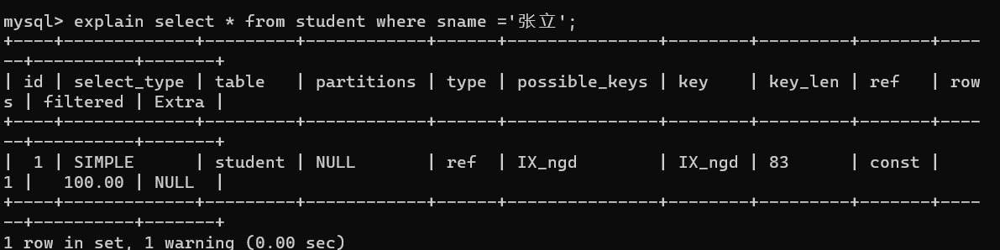 mysql> explain select * from student where sname ='张立';
+----+-------------+---------+------------+------+---------------+--------+---------+-------+----
--+----------+-------+
| id | select_type | table   | partitions | type | possible_keys | key    | key_len | ref   | row
s | filtered | Extra |
+----+-------------+---------+------------+------+---------------+--------+---------+-------+----
--+----------+-------+
|  1 | SIMPLE      | student | NULL       | ref  | IX_ngd        | IX_ngd | 83      | const |
1 |   100.00 | NULL  |
+----+-------------+---------+------------+------+---------------+--------+---------+-------+----
--+----------+-------+
1 row in set, 1 warning (0.00 sec)